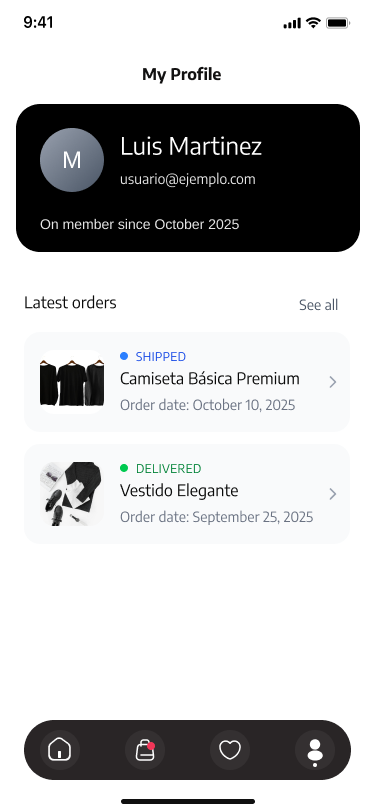 9:41
My Profile
M
Luis Martinez
usuario@ejemplo.com
On member since October 2025
Latest orders
See all
SHIPPED
Camiseta Básica Premium
Order date: October 10, 2025
DELIVERED
Vestido Elegante
Order date: September 25, 2025